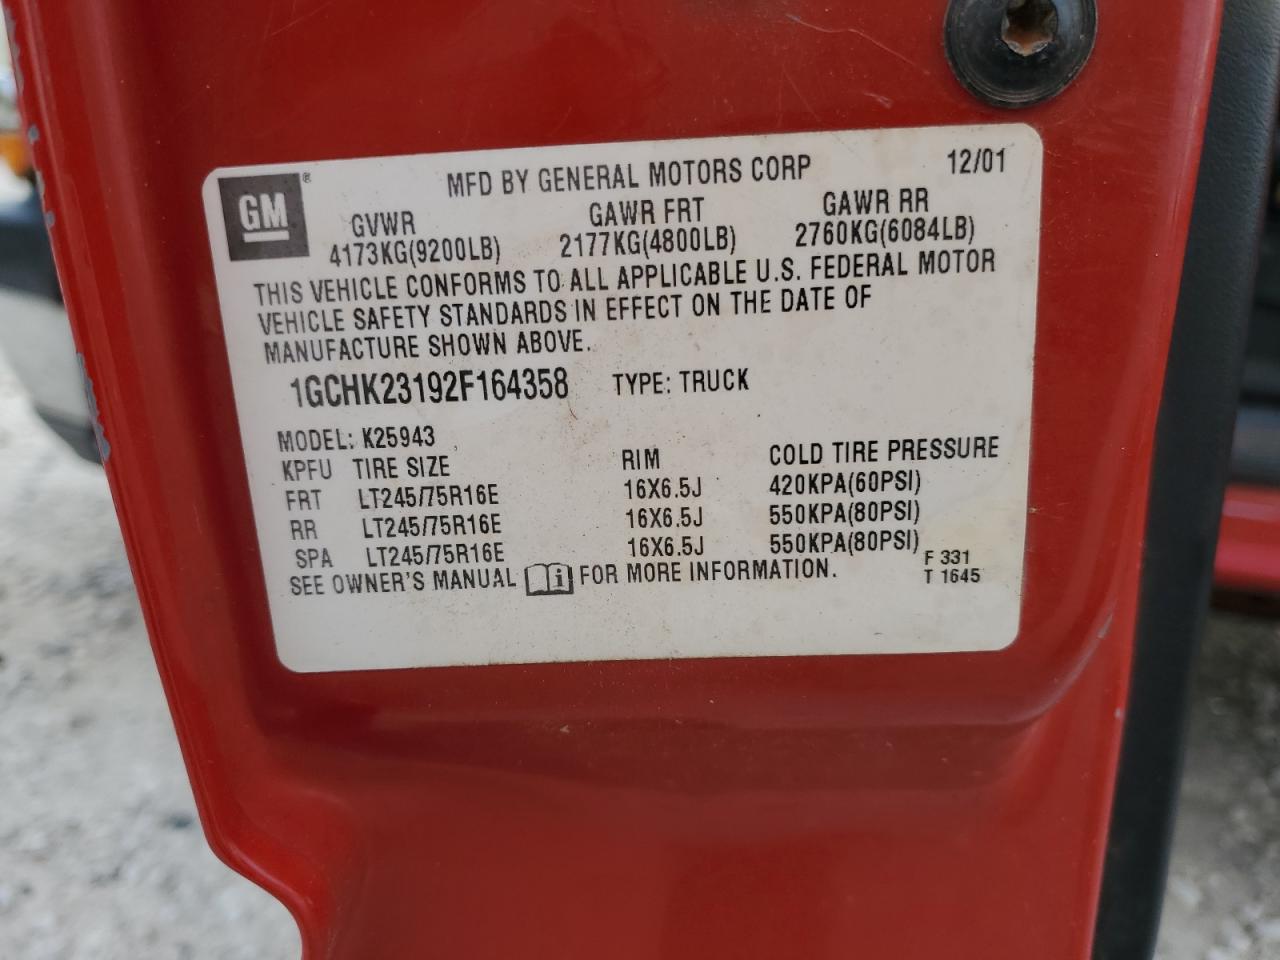 GM® MFD BY GENERAL MOTORS CORP 12/01
GVWR GAWR FRT GAWR RR
4173KG(9200LB) 2177KG(4800LB) 2760KG(6084LB)
THIS VEHICLE CONFORMS TO ALL APPLICABLE U.S. FEDERAL MOTOR
VEHICLE SAFETY STANDARDS IN EFFECT ON THE DATE OF
MANUFACTURE SHOWN ABOVE.
1GCHK23192F164358 TYPE: TRUCK
MODEL: K25943
KPFU TIRE SIZE RIM COLD TIRE PRESSURE
FRT LT245/75R16E 16X6.5J 420KPA(60PSI)
RR LT245/75R16E 16X6.5J 550KPA(80PSI)
SPA LT245/75R16E 16X6.5J 550KPA(80PSI)
SEE OWNER'S MANUAL FOR MORE INFORMATION.
F 331
T 1645